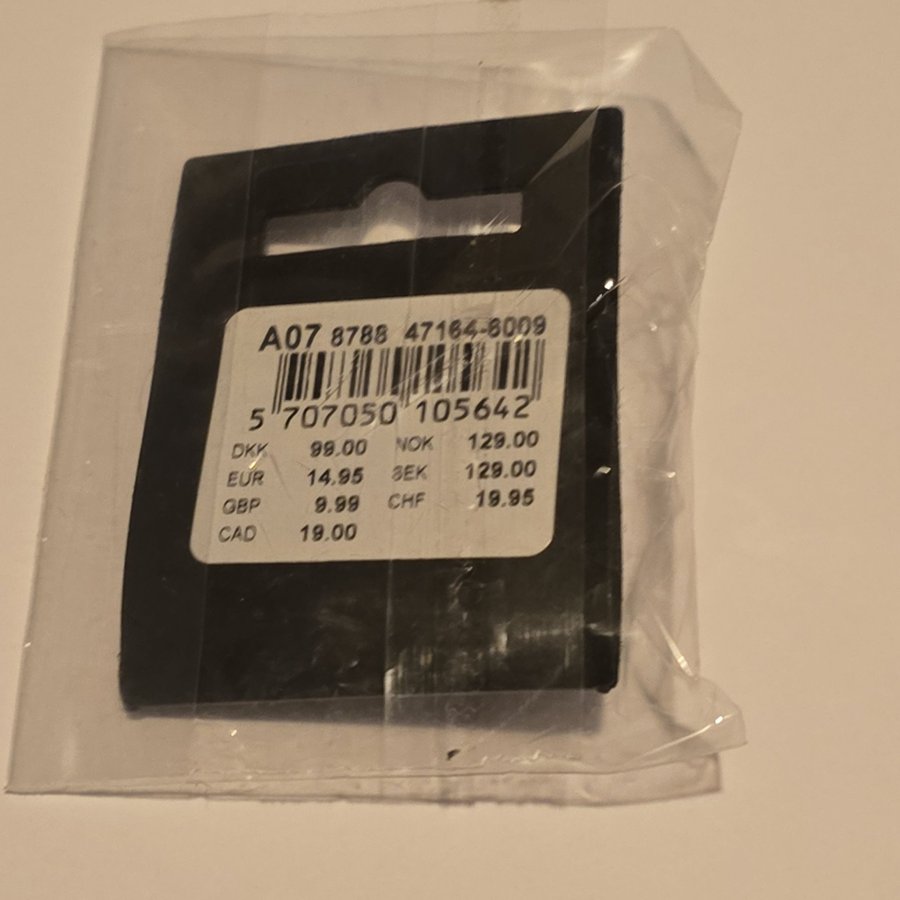 A07 8788 47164-6009
5 707050 105642
DKK 99.00 NOK 129.00
EUR 14.95 SEK 129.00
GBP 9.99 CHF 19.95
CAD 19.00